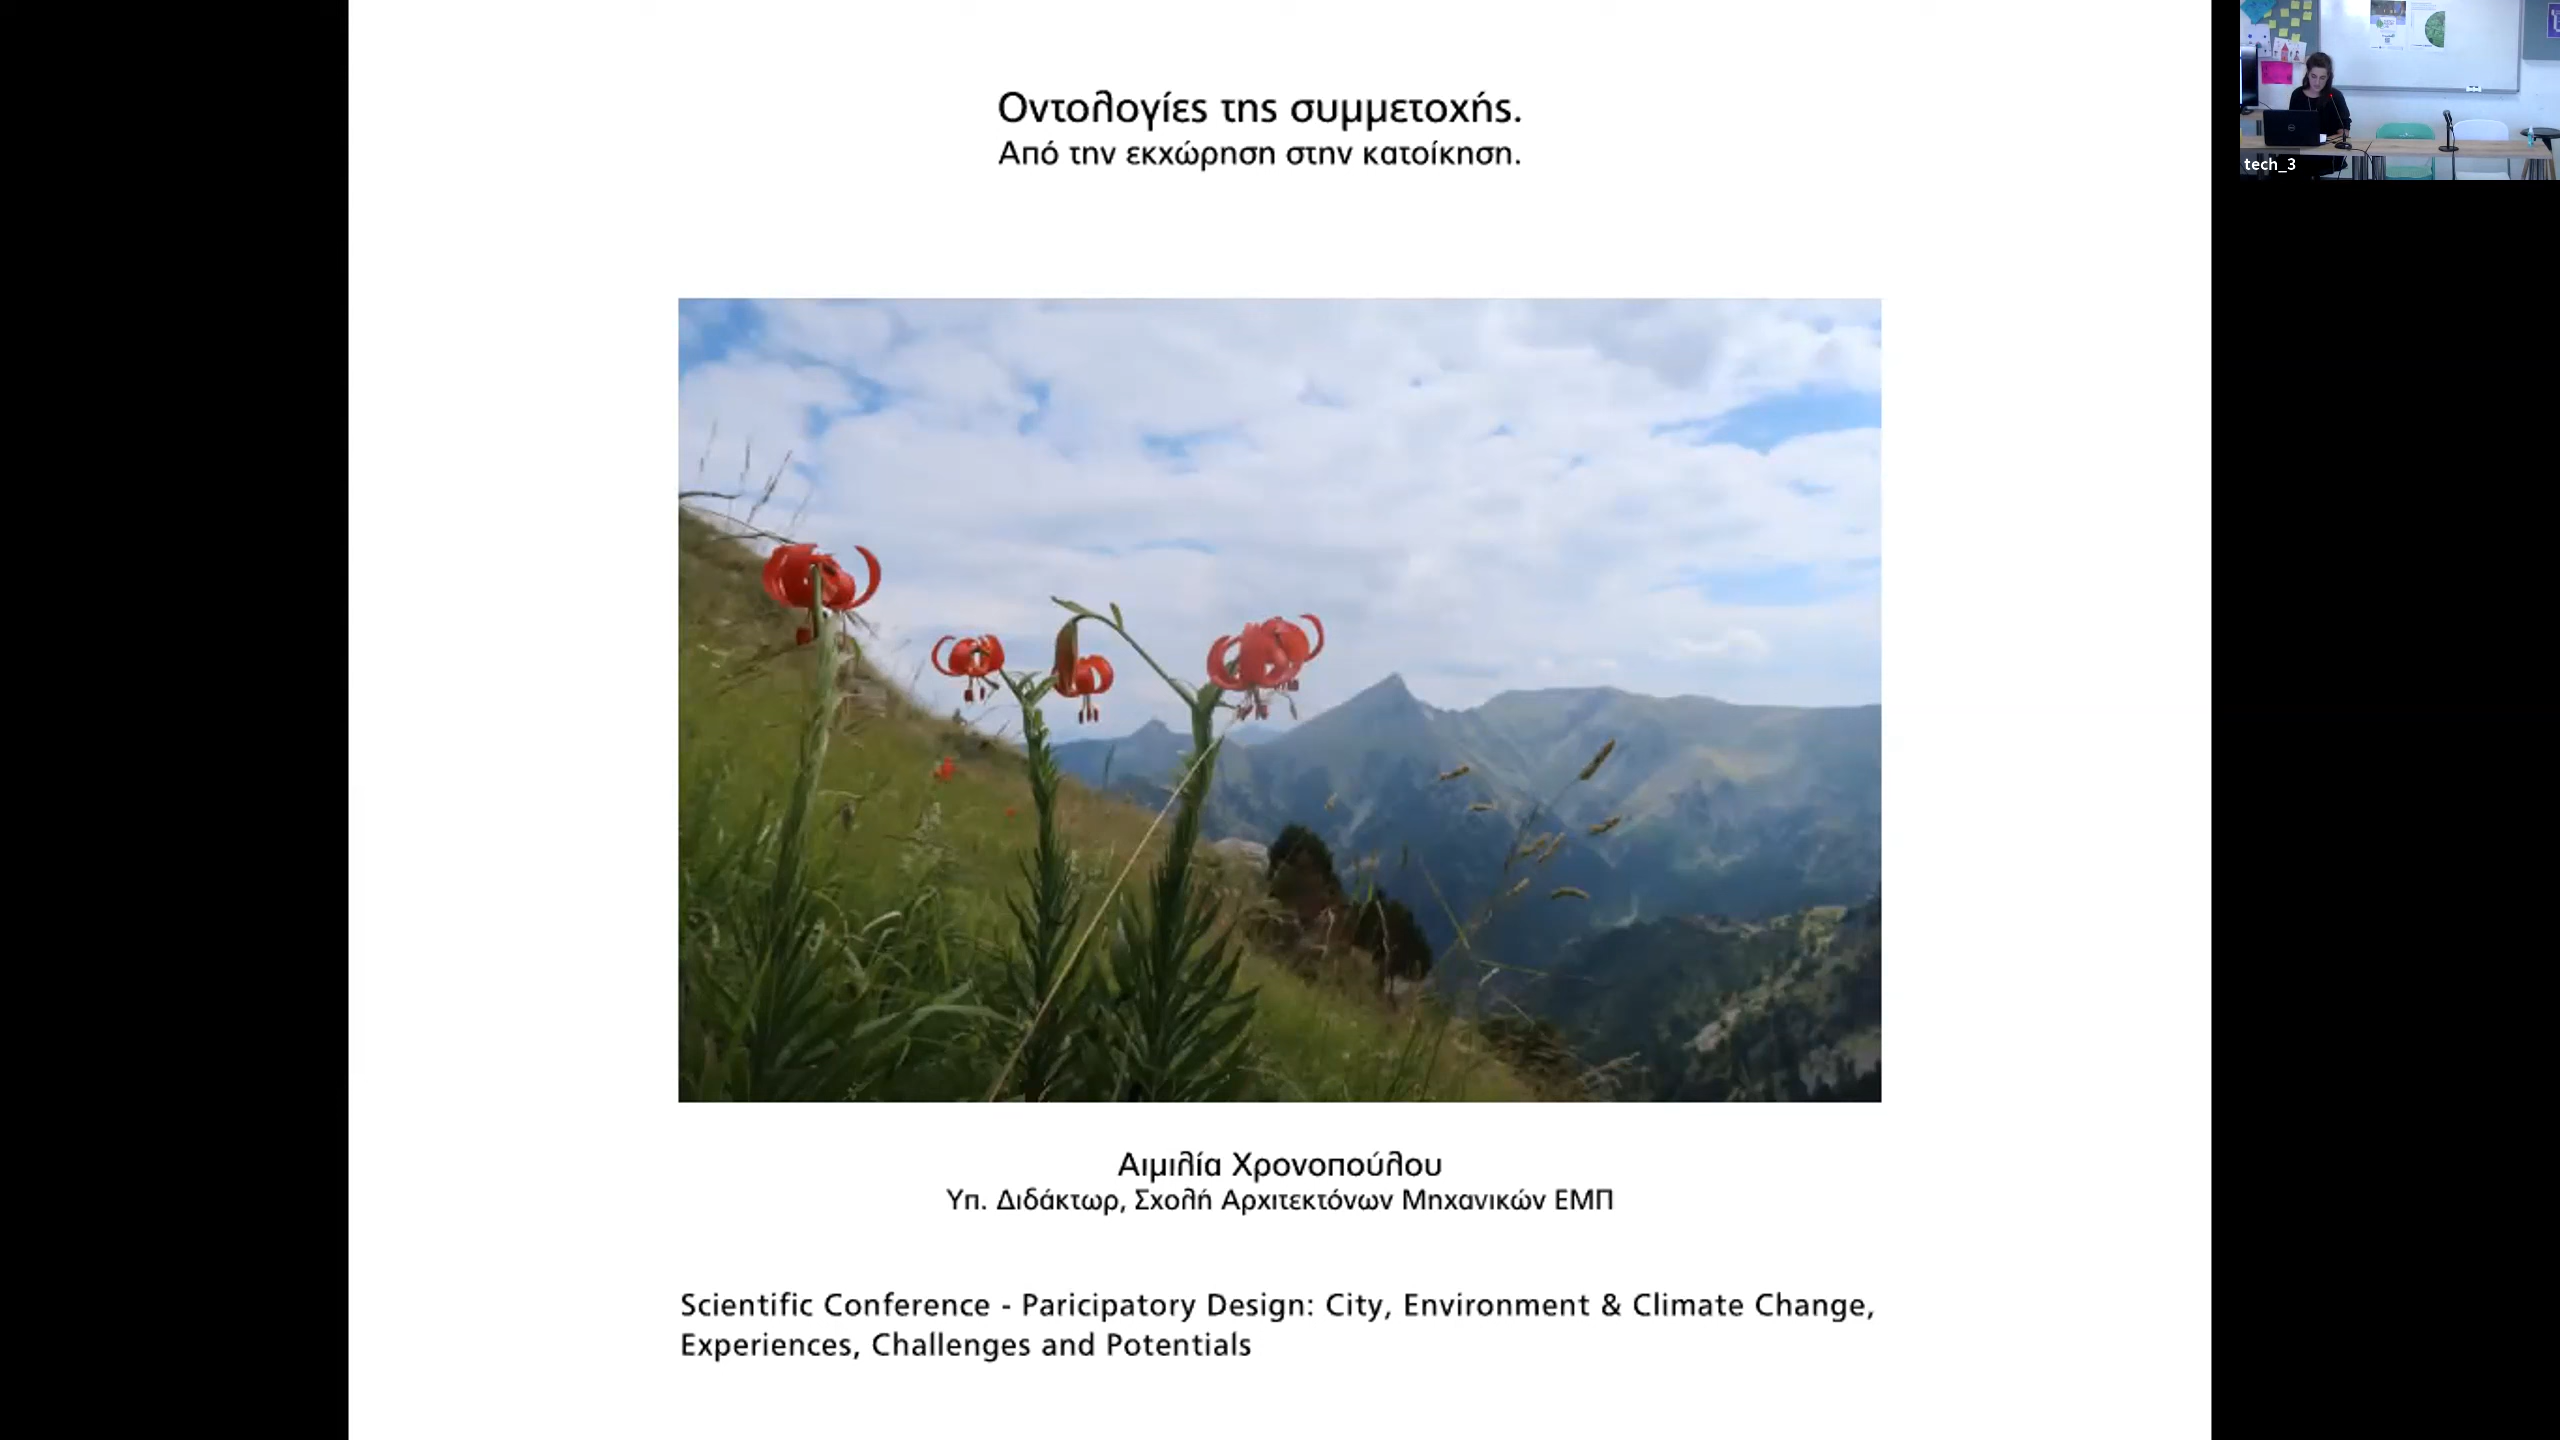 Οντολογίες της συμμετοχής.
Από την εκχώρηση στην κατοίκηση.
tech_3
Αιμιλία Χρονοπούλου
Υπ. Διδάκτωρ, Σχολή Αρχιτεκτόνων Μηχανικών ΕΜΠ
Scientific Conference - Paricipatory Design: City, Environment & Climate Change,
Experiences, Challenges and Potentials